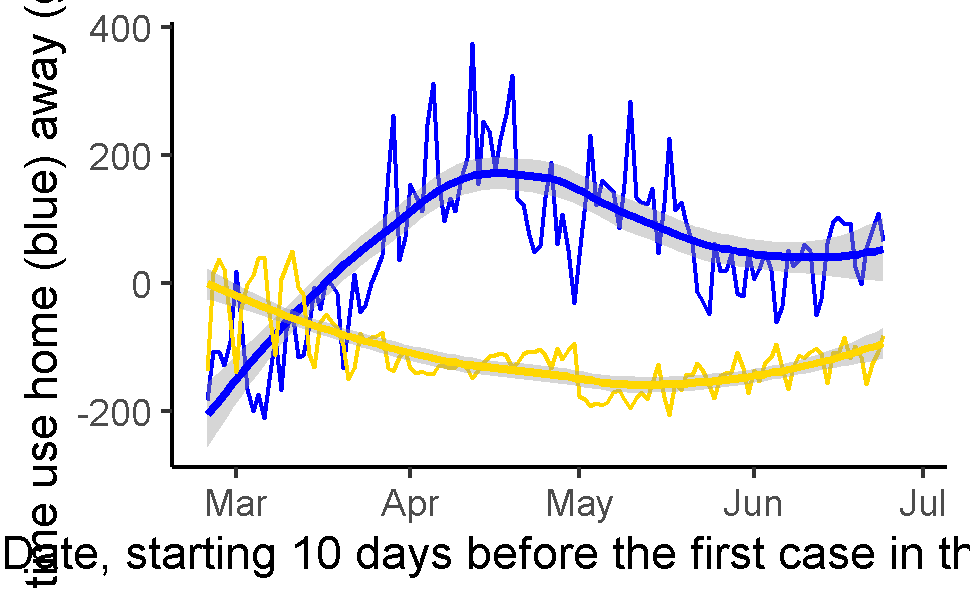 time use home (blue) away (
400
200
0
-200
Mar Apr May Jun Jul
Date, starting 10 days before the first case in th